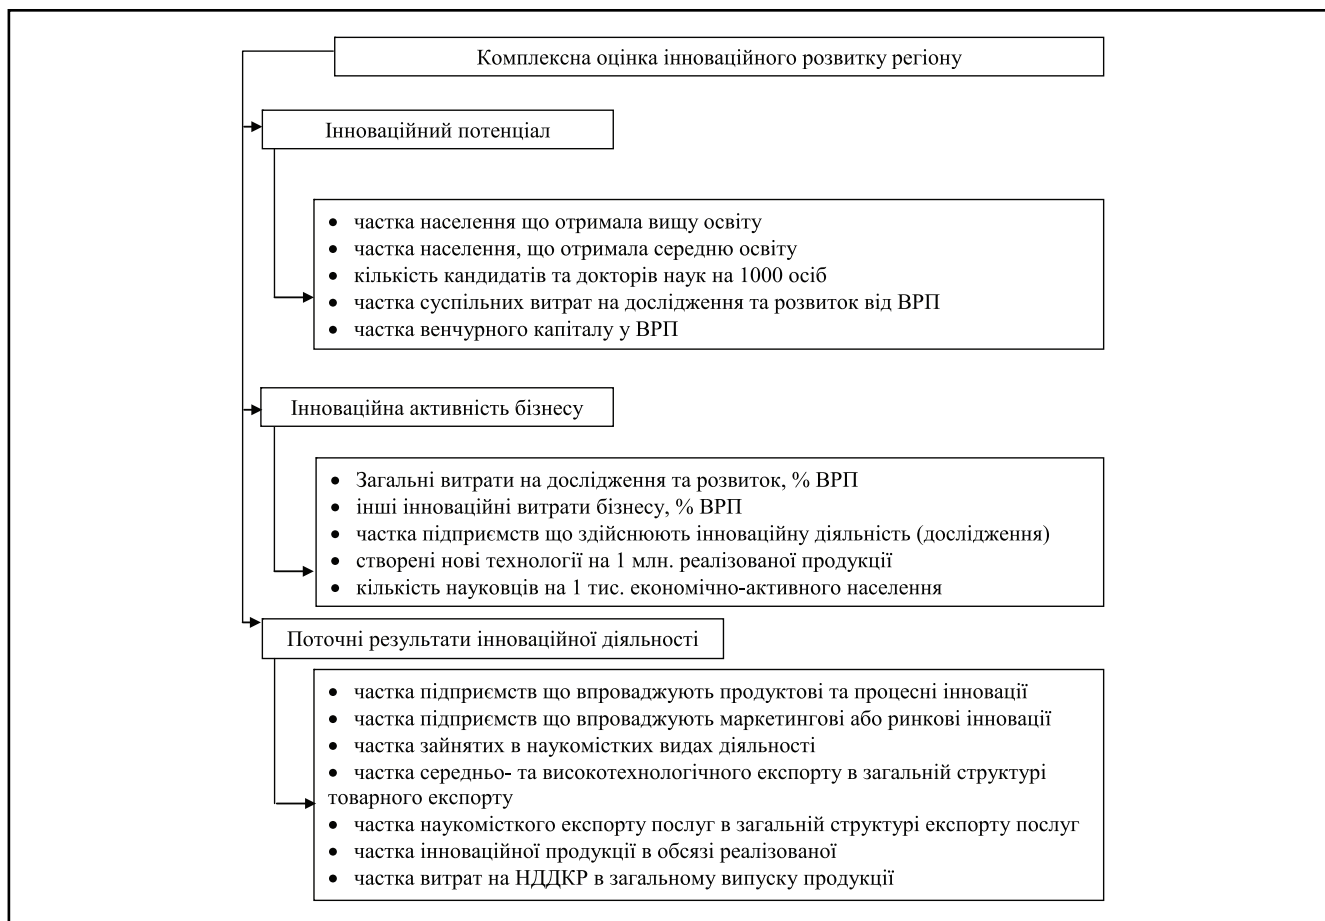 Комплексна оцінка інноваційного розвитку регіону
Інноваційний потенціал
• частка населення що отримала вищу освіту
• частка населення, що отримала середню освіту
• кількість кандидатів та докторів наук на 1000 осіб
• частка суспільних витрат на дослідження та розвиток від ВРП
• частка венчурного капіталу у ВРП
Інноваційна активність бізнесу
• Загальні витрати на дослідження та розвиток, % ВРП
• інші інноваційні витрати бізнесу, % ВРП
• частка підприємств що здійснюють інноваційну діяльність (дослідження)
• створені нові технології на 1 млн. реалізованої продукції
• кількість науковців на 1 тис. економічно-активного населення
Поточні результати інноваційної діяльності
• частка підприємств що впроваджують продуктові та процесні інновації
• частка підприємств що впроваджують маркетингові або ринкові інновації
• частка зайнятих в наукомістких видах діяльності
• частка середньо- та високотехнологічного експорту в загальній структурі
товарного експорту
• частка наукомісткого експорту послуг в загальній структурі експорту послуг
• частка інноваційної продукції в обсязі реалізованої
• частка витрат на НДДКР в загальному випуску продукції